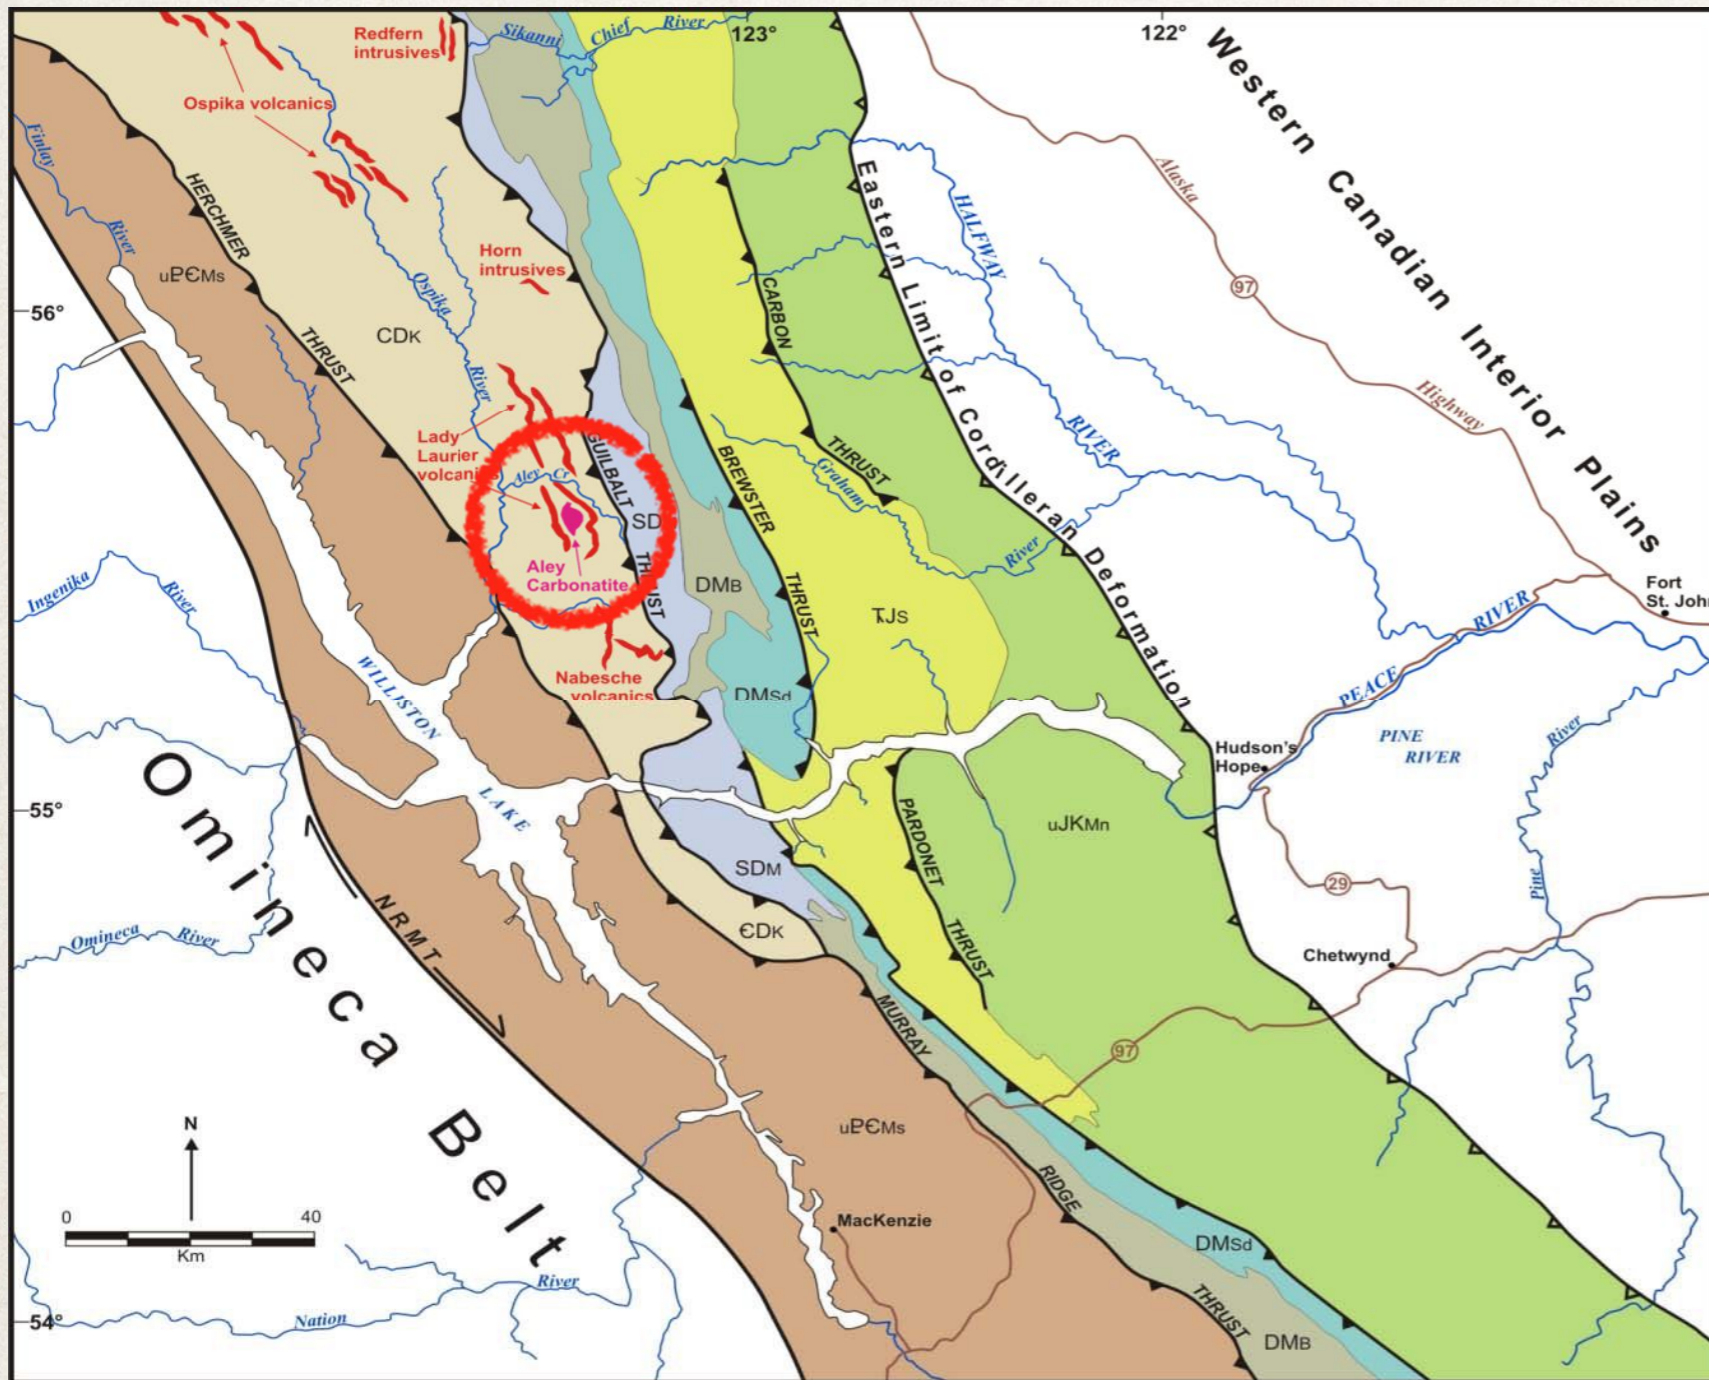 Redfern
intrusives
Sikanni Chief River
123°
122°
Western Canadian Interior Plains
Ospika volcanics
Finlay
River
HERCHMER
THRUST
uPЄMs
Alaska
Highway
97
Eastern Limit of Cordilleran Deformation
HALFWAY
RIVER
Horn
intrusives
Ospika
River
56°
CDK
CARBON
THRUST
Lady
Laurier
Aley Cr
GUILBALT
THRUST
SD
BREWSTER
THRUST
Graham
River
Aley
Carbonatite
DMB
TJS
Ingenika
River
Fort
St. John
PEACE
RIVER
WILLISTON
LAKE
Nabesche
volcanics
DMSd
PINE
RIVER
River
Pine
Hudson's
Hope
55°
PARDONET
THRUST
uJKMn
SDM
29
Omineca Belt
NRMT
ЄDK
Omineca River
Chetwynd
MURRAY
RIDGE
THRUST
97
uPЄMs
N
0 40
Km
MacKenzie
DMSd
DMB
River
Nation
54°